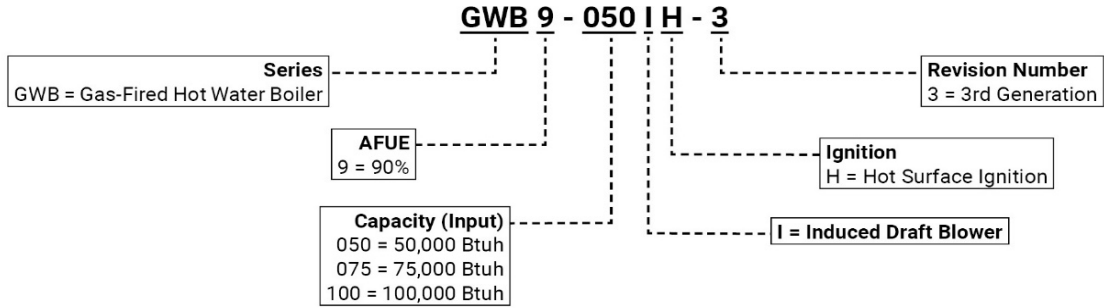 GWB 9 - 050 I H - 3
Series
GWB = Gas-Fired Hot Water Boiler
Revision Number
3 = 3rd Generation
AFUE
9 = 90%
Ignition
H = Hot Surface Ignition
Capacity (Input)
050 = 50,000 Btuh
075 = 75,000 Btuh
100 = 100,000 Btuh
I = Induced Draft Blower